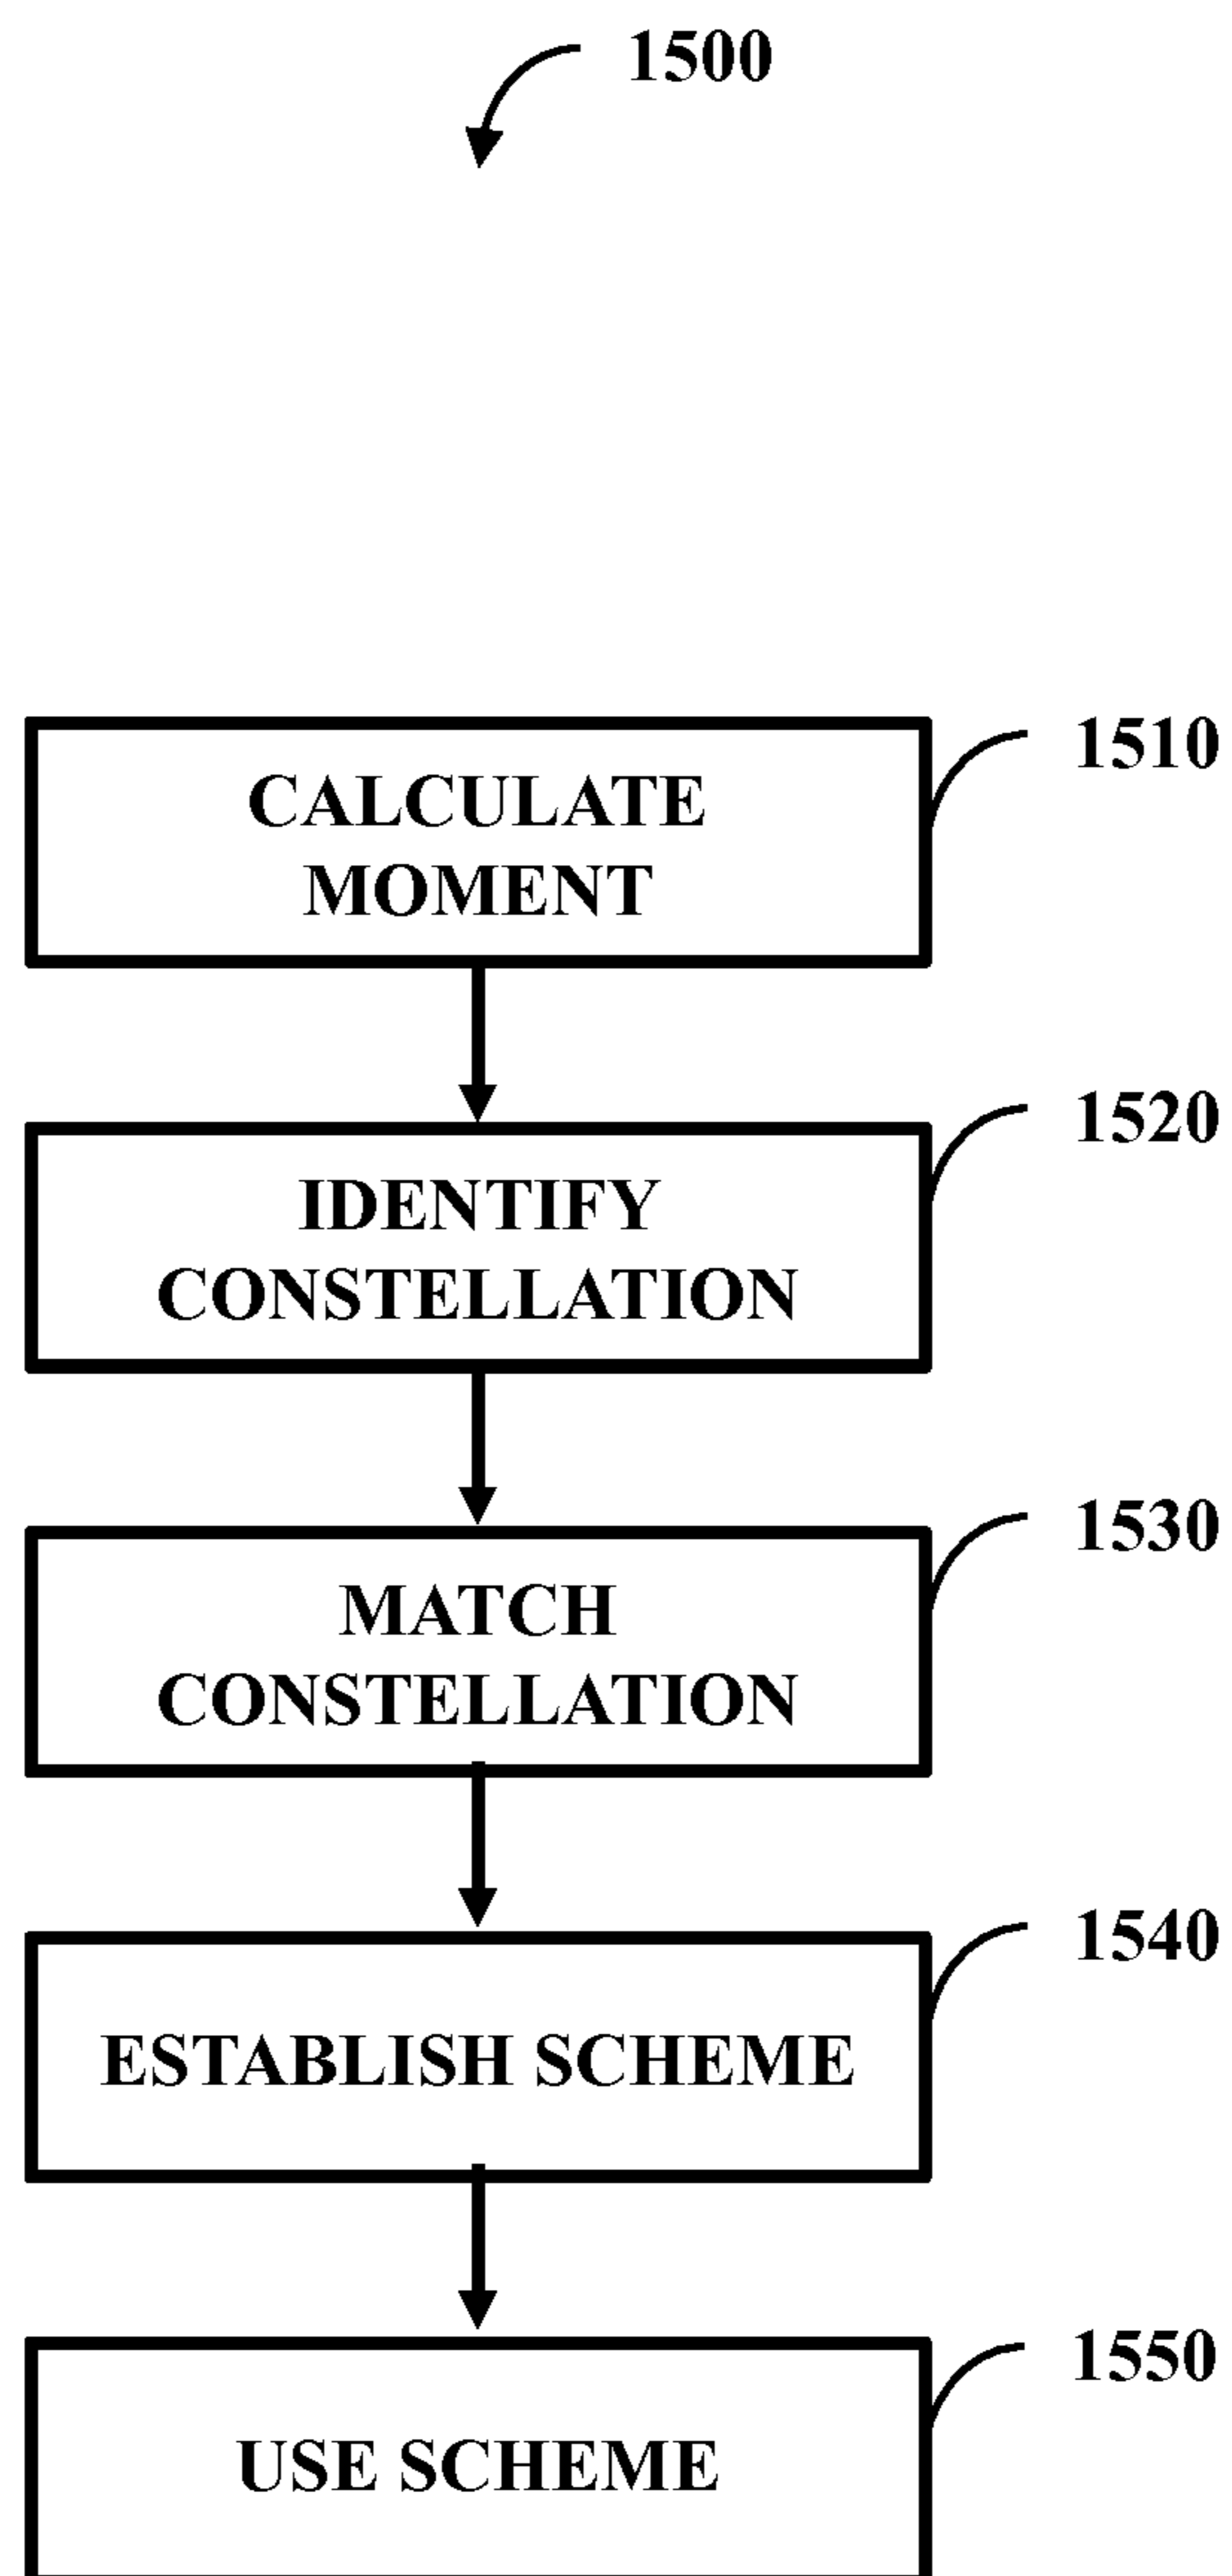 1500
1510
CALCULATE
MOMENT
1520
IDENTIFY
CONSTELLATION
1530
MATCH
CONSTELLATION
1540
ESTABLISH SCHEME
1550
USE SCHEME